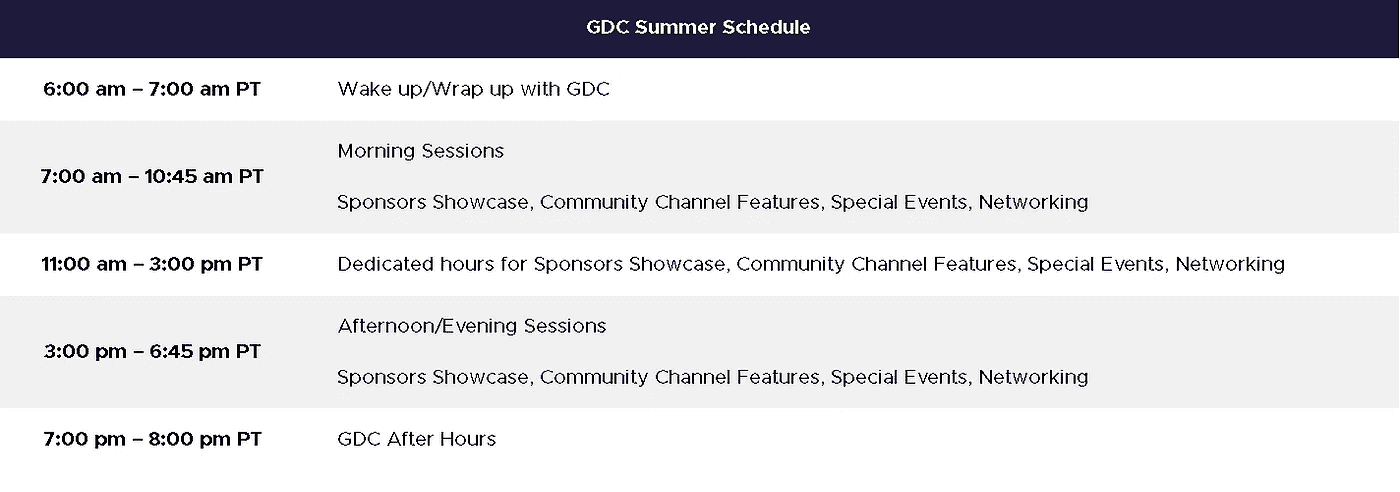 GDC Summer Schedule
6:00 am – 7:00 am PT Wake up/Wrap up with GDC
7:00 am – 10:45 am PT
Morning Sessions
Sponsors Showcase, Community Channel Features, Special Events, Networking
11:00 am – 3:00 pm PT Dedicated hours for Sponsors Showcase, Community Channel Features, Special Events, Networking
3:00 pm – 6:45 pm PT
Afternoon/Evening Sessions
Sponsors Showcase, Community Channel Features, Special Events, Networking
7:00 pm – 8:00 pm PT GDC After Hours